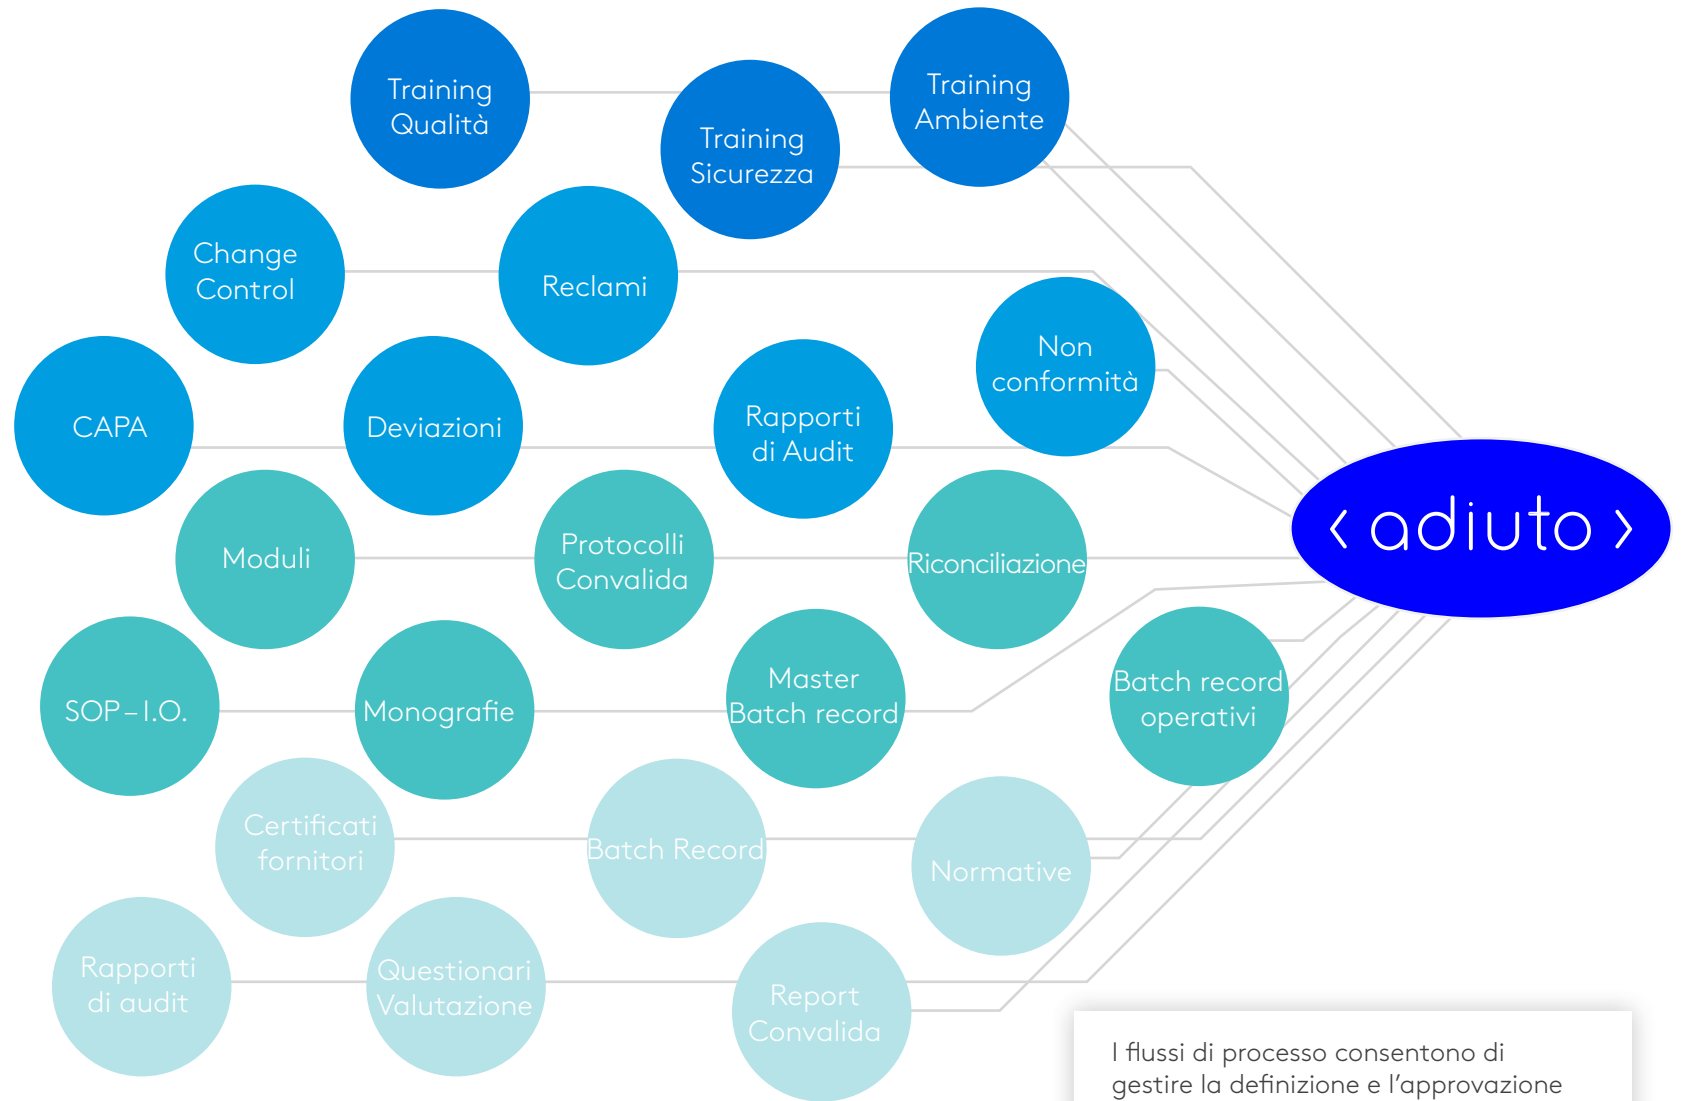 Training
Qualità
Training
Sicurezza
Training
Ambiente
Change
Control
Reclami
Non
conformità
CAPA
Deviazioni
Rapporti
di Audit
Moduli
Protocolli
Convalida
Riconciliazione
‹ adiuto ›
SOP – I.O.
Monografie
Master
Batch record
Batch record
operativi
Certificati
fornitori
Batch Record
Normative
Rapporti
di audit
Questionari
Valutazione
Report
Convalida
I flussi di processo consentono di
gestire la definizione e l’approvazione